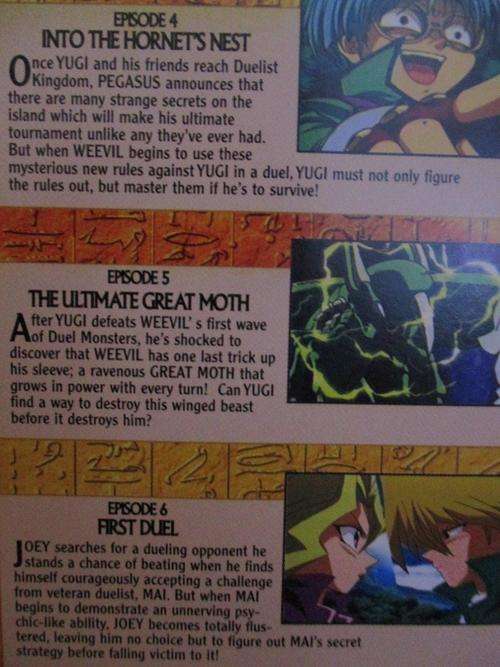 EPISODE 4
INTO THE HORNET'S NEST
Once YUGI and his friends reach Duelist
Kingdom, PEGASUS announces that
there are many strange secrets on the
island which will make his ultimate
tournament unlike any they've ever had.
But when WEEVIL begins to use these
mysterious new rules against YUGI in a duel, YUGI must not only figure
the rules out, but master them if he's to survive!
EPISODE 5
THE ULTIMATE GREAT MOTH
After YUGI defeats WEEVIL' s first wave
of Duel Monsters, he's shocked to
discover that WEEVIL has one last trick up
his sleeve; a ravenous GREAT MOTH that
grows in power with every turn! Can YUGI
find a way to destroy this winged beast
before it destroys him?
EPISODE 6
FIRST DUEL
JOEY searches for a dueling opponent he
stands a chance of beating when he finds
himself courageously accepting a challenge
from veteran duelist, MAI. But when MAI
begins to demonstrate an unnerving psy-
chic-like ability, JOEY becomes totally flus-
tered, leaving him no choice but to figure out MAI's secret
strategy before falling victim to it!